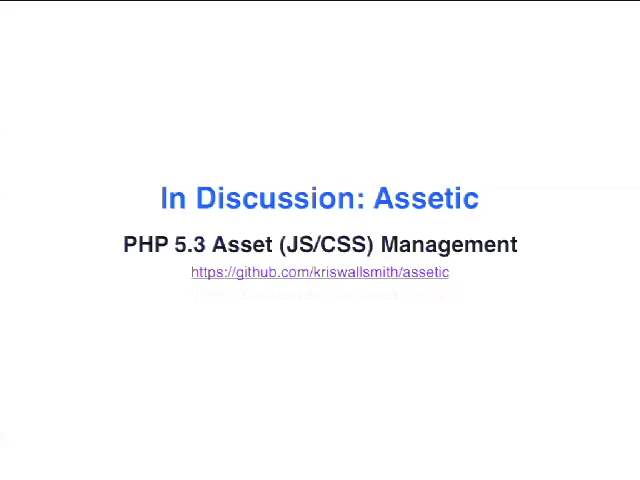 In Discussion: Assetic
PHP 5.3 Asset (JS/CSS) Management
https://github.com/kriswallsmith/assetic